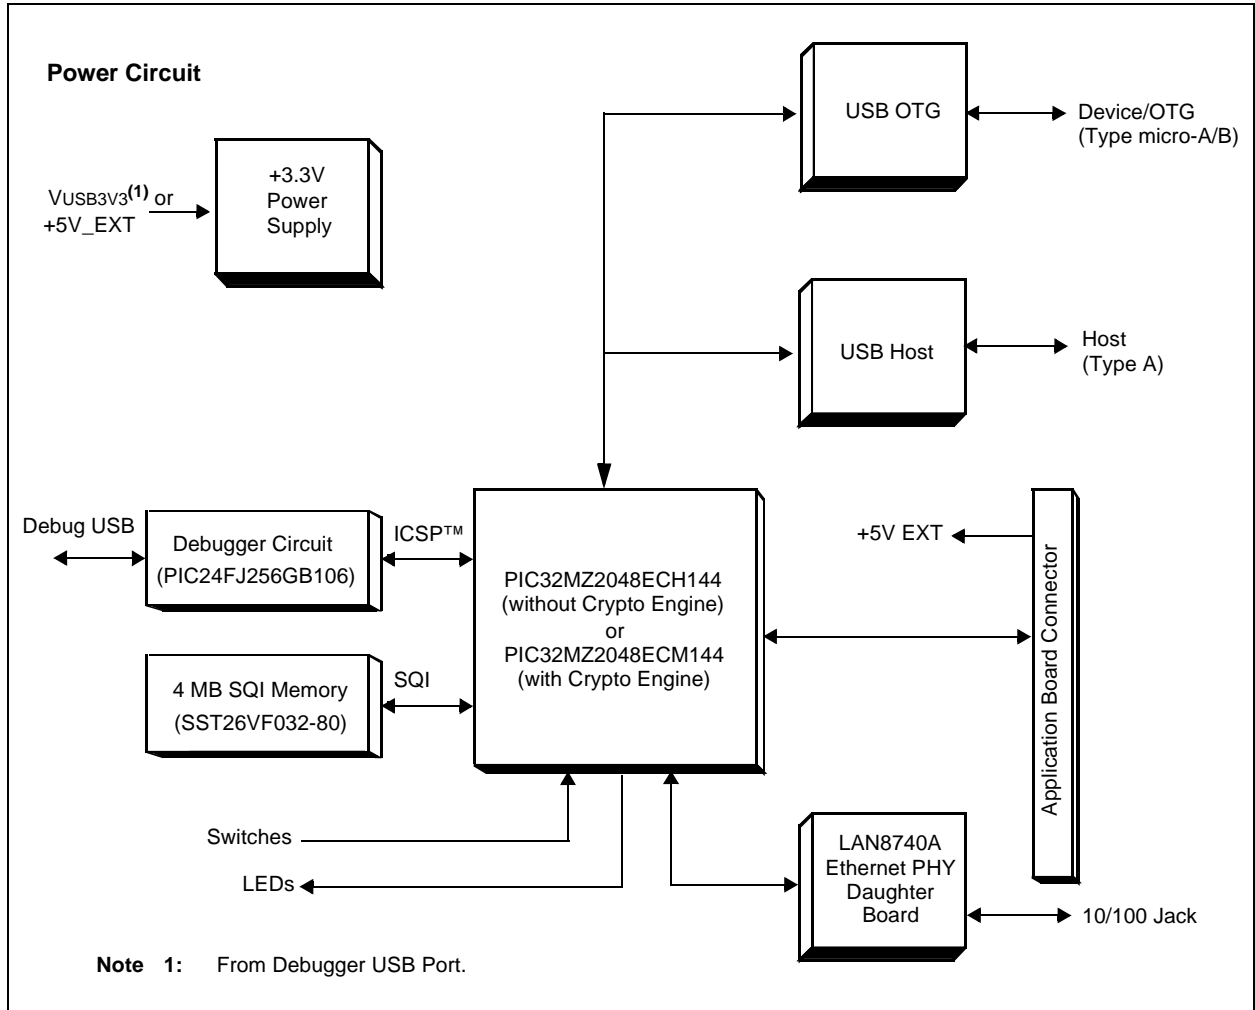 Power Circuit
USB OTG
Device/OTG
(Type micro-A/B)
+3.3V
Power
Supply
VUSB3V3(1) or
+5V_EXT
USB Host
Host
(Type A)
Debug USB
Debugger Circuit
(PIC24FJ256GB106)
ICSP™
PIC32MZ2048ECH144
(without Crypto Engine)
or
PIC32MZ2048ECM144
(with Crypto Engine)
+5V EXT
Application Board Connector
4 MB SQI Memory
(SST26VF032-80)
SQI
Switches
LEDs
LAN8740A
Ethernet PHY
Daughter
Board
10/100 Jack
Note 1: From Debugger USB Port.